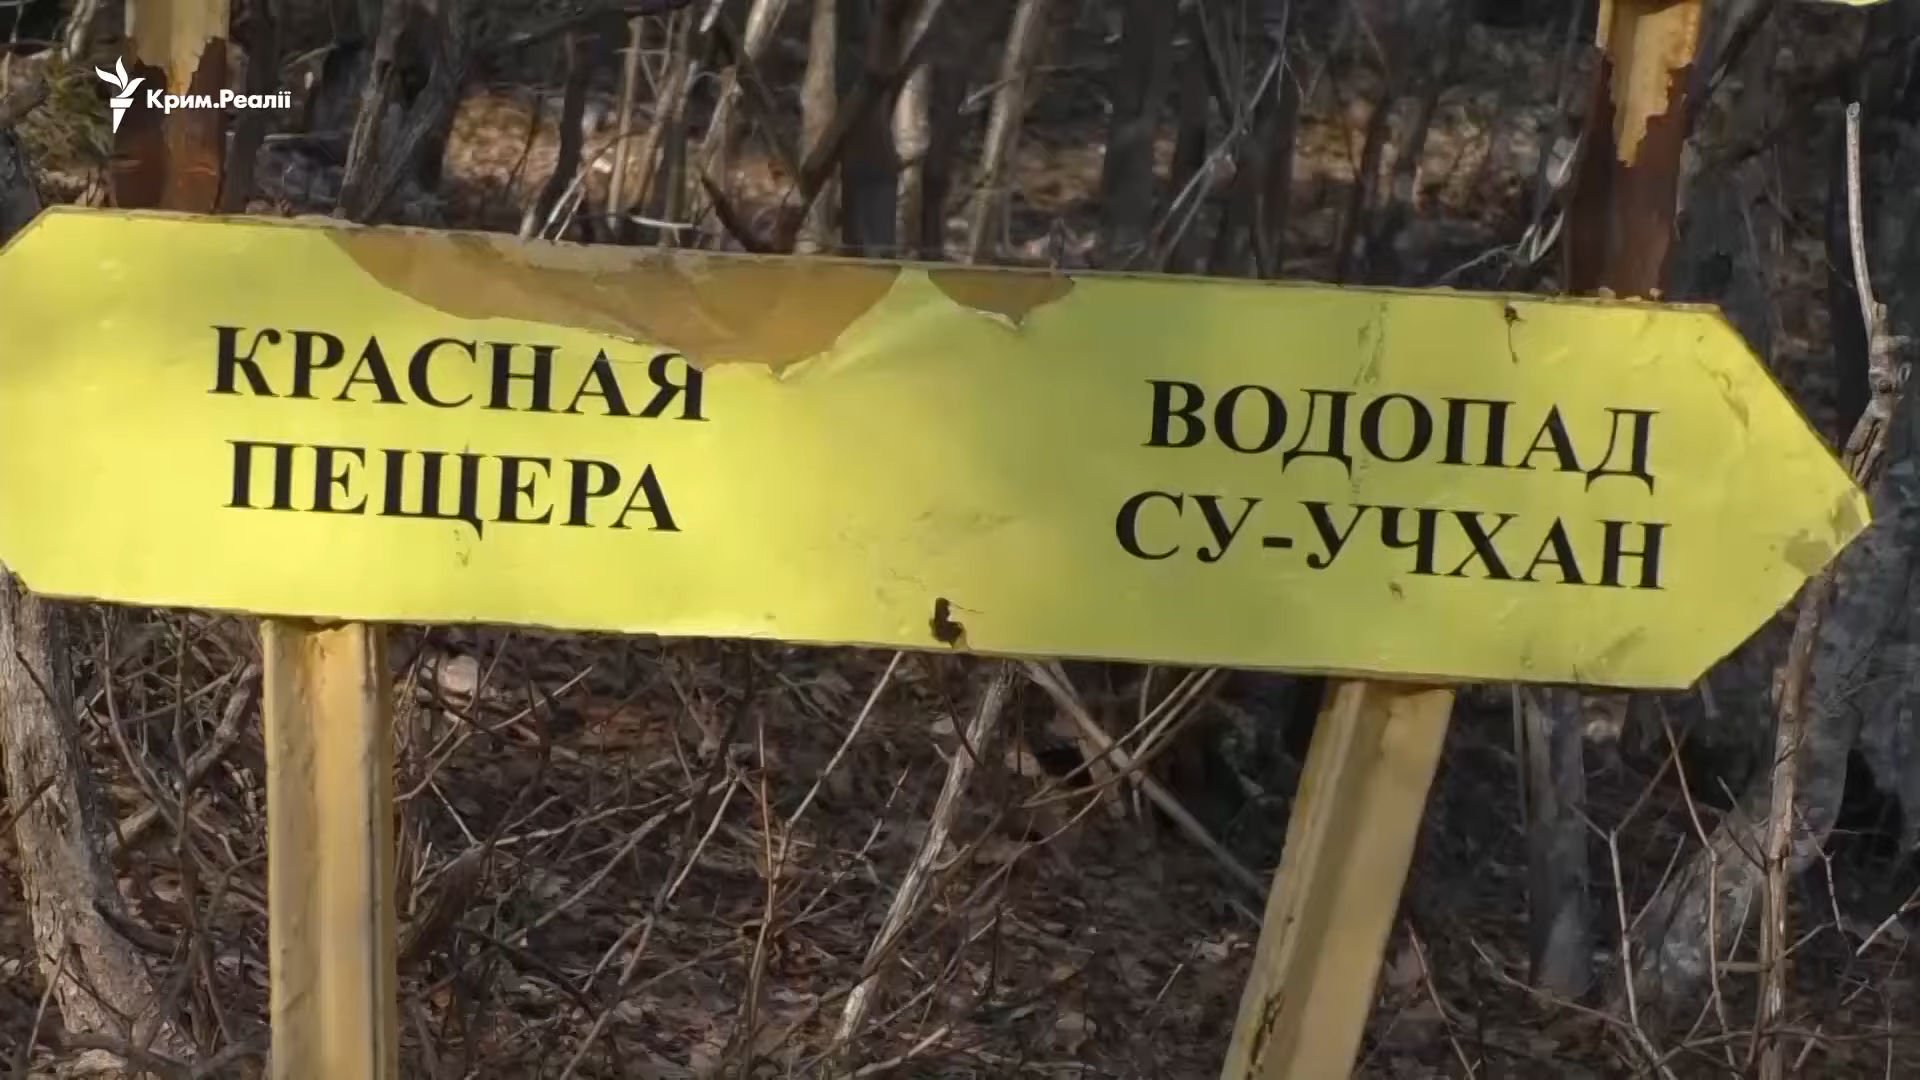 Крим.Реалії
КРАСНАЯ
ПЕЩЕРА
ВОДОПАД
СУ-УЧХАН